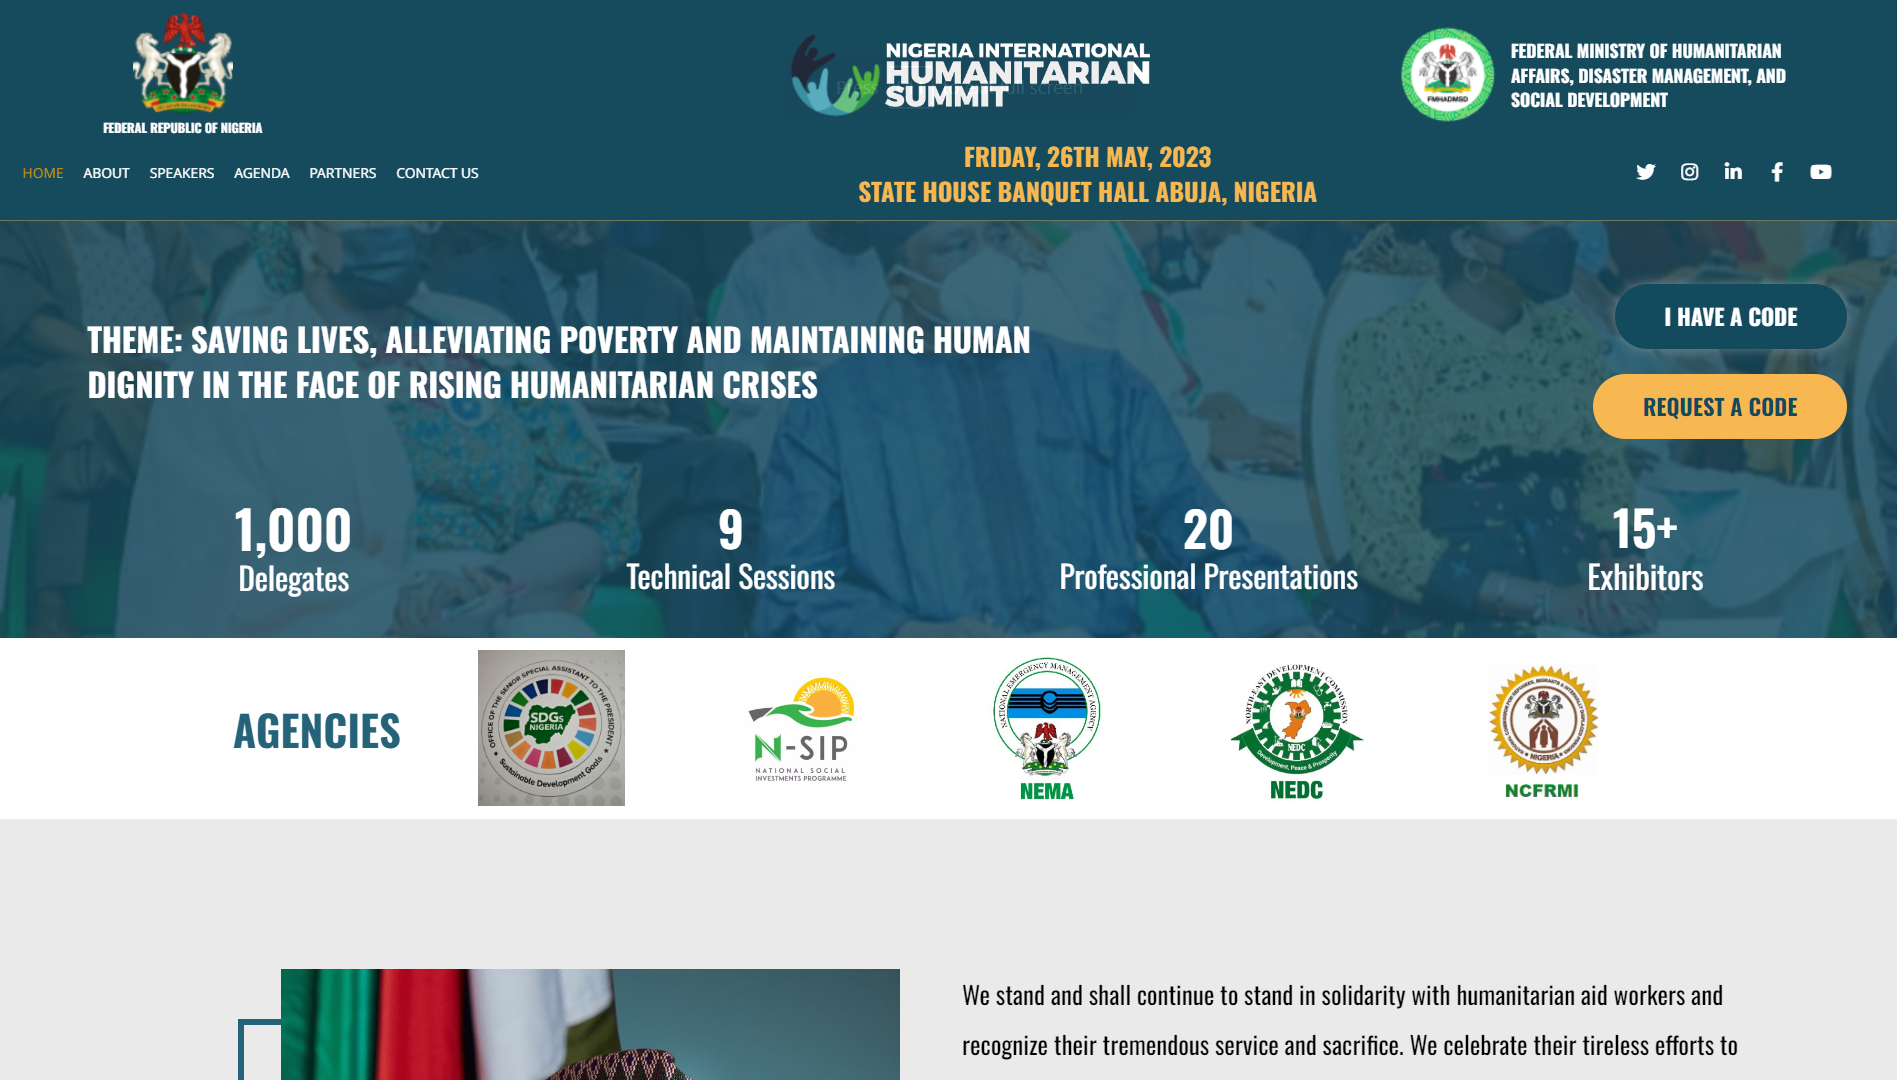 FEDERAL REPUBLIC OF NIGERIA
NIGERIA INTERNATIONAL
HUMANITARIAN
SUMMIT
FMHADMSD
FEDERAL MINISTRY OF HUMANITARIAN
AFFAIRS, DISASTER MANAGEMENT, AND
SOCIAL DEVELOPMENT
HOME ABOUT SPEAKERS AGENDA PARTNERS CONTACT US
FRIDAY, 26TH MAY, 2023
STATE HOUSE BANQUET HALL ABUJA, NIGERIA
THEME: SAVING LIVES, ALLEVIATING POVERTY AND MAINTAINING HUMAN
DIGNITY IN THE FACE OF RISING HUMANITARIAN CRISES
I HAVE A CODE
REQUEST A CODE
1,000
Delegates
9
Technical Sessions
20
Professional Presentations
15+
Exhibitors
AGENCIES
OFFICE OF THE SENIOR SPECIAL ASSISTANT TO THE PRESIDENT
SDGs
NIGERIA
Sustainable Development Goals
N-SIP
NATIONAL SOCIAL
INVESTMENTS PROGRAMME
NATIONAL EMERGENCY MANAGEMENT AGENCY
NEMA
NORTH-EAST DEVELOPMENT COMMISSION
NEDC
Development, Peace & Prosperity
NEDC
NIGERIA
NCFRMI
We stand and shall continue to stand in solidarity with humanitarian aid workers and
recognize their tremendous service and sacrifice. We celebrate their tireless efforts to